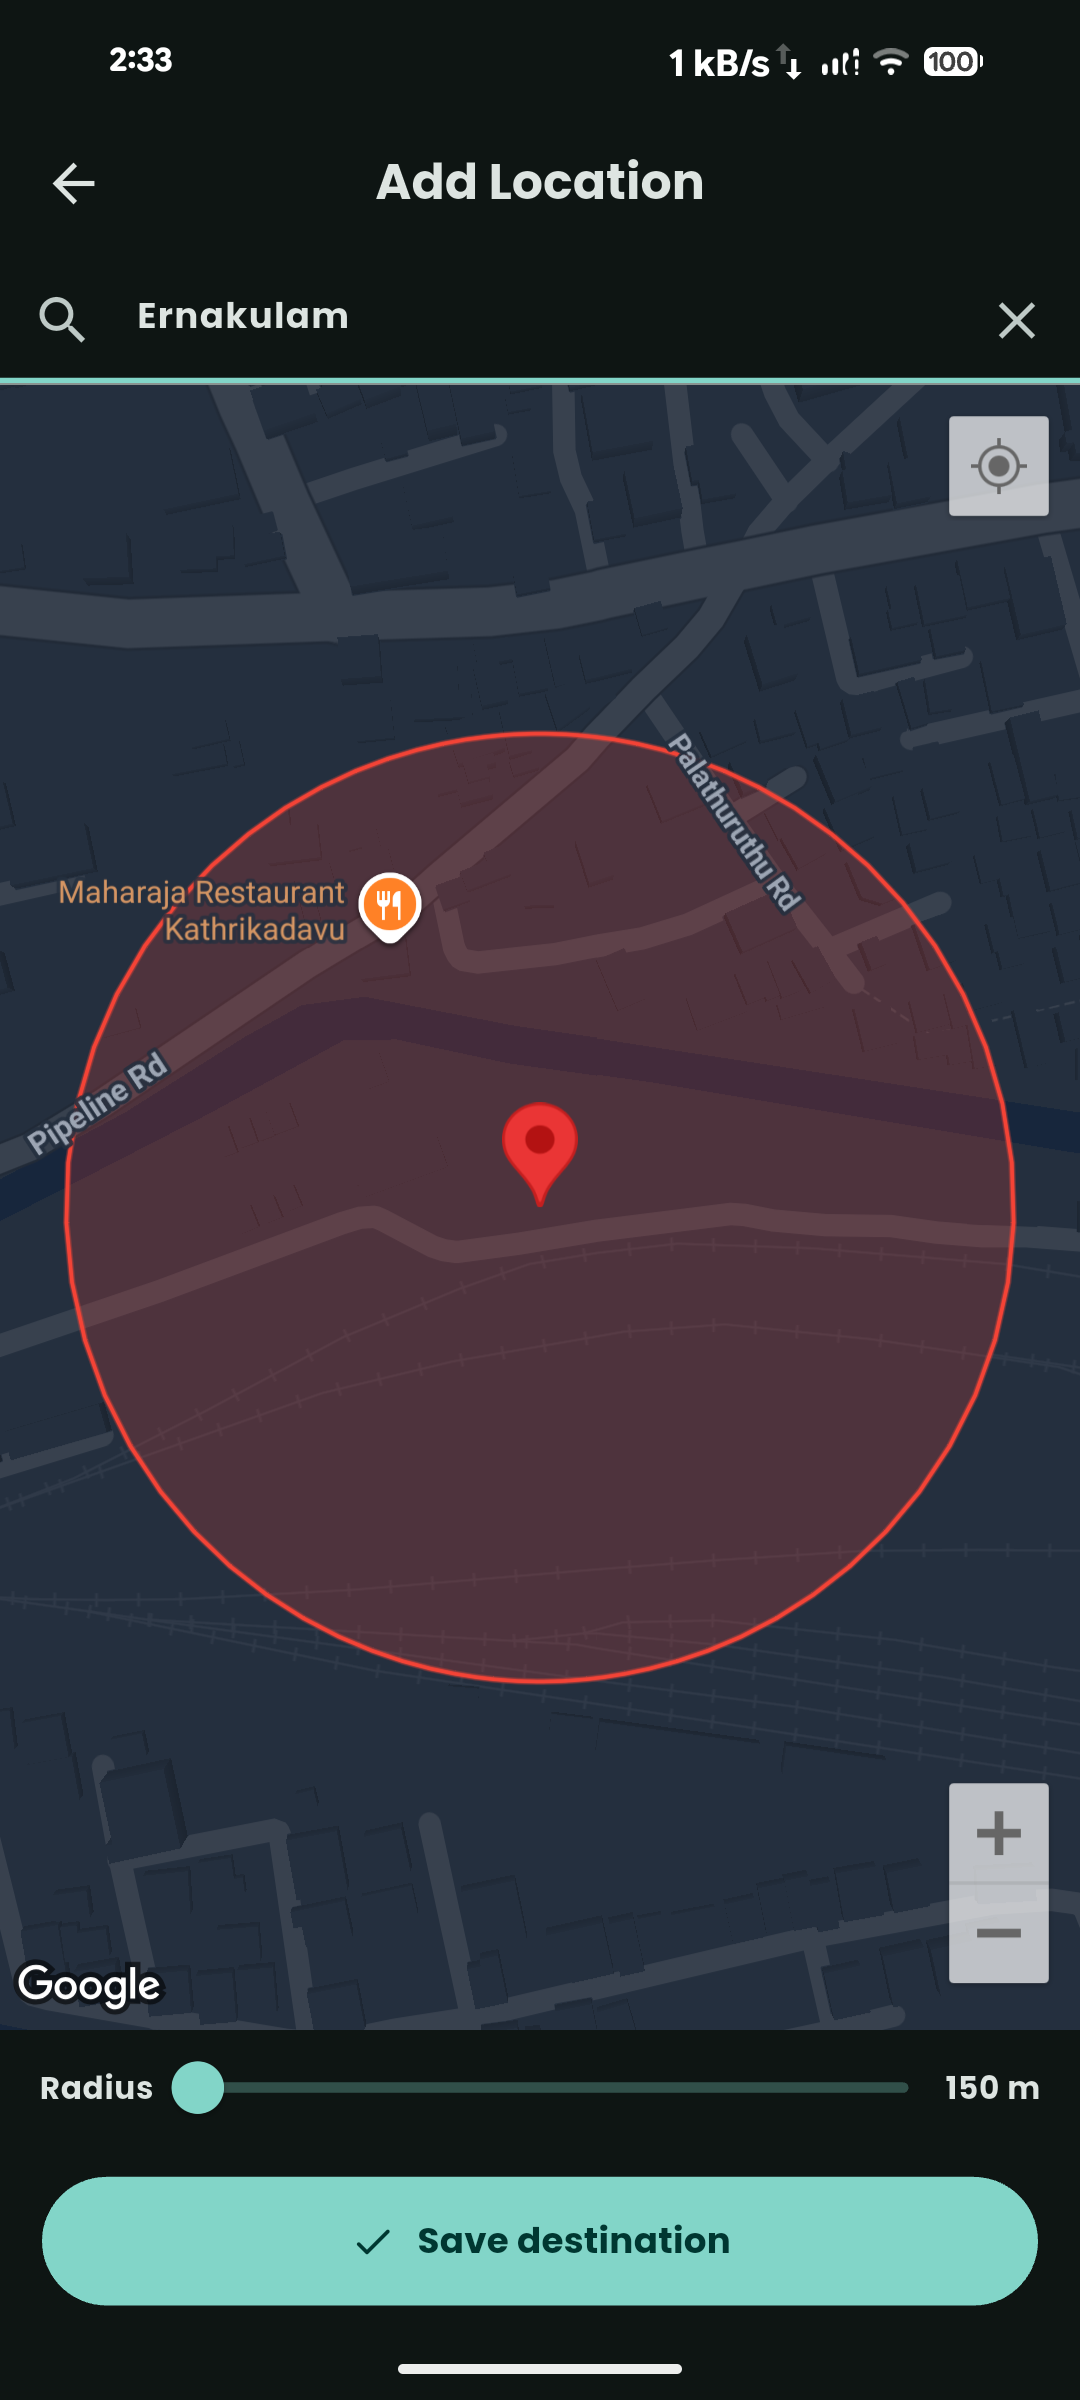 2:33
1 kB/s
100
Add Location
Ernakulam
Palathuruthu Rd
Maharaja Restaurant
Kathrikadavu
Pipeline Rd
Google
Radius
150 m
Save destination